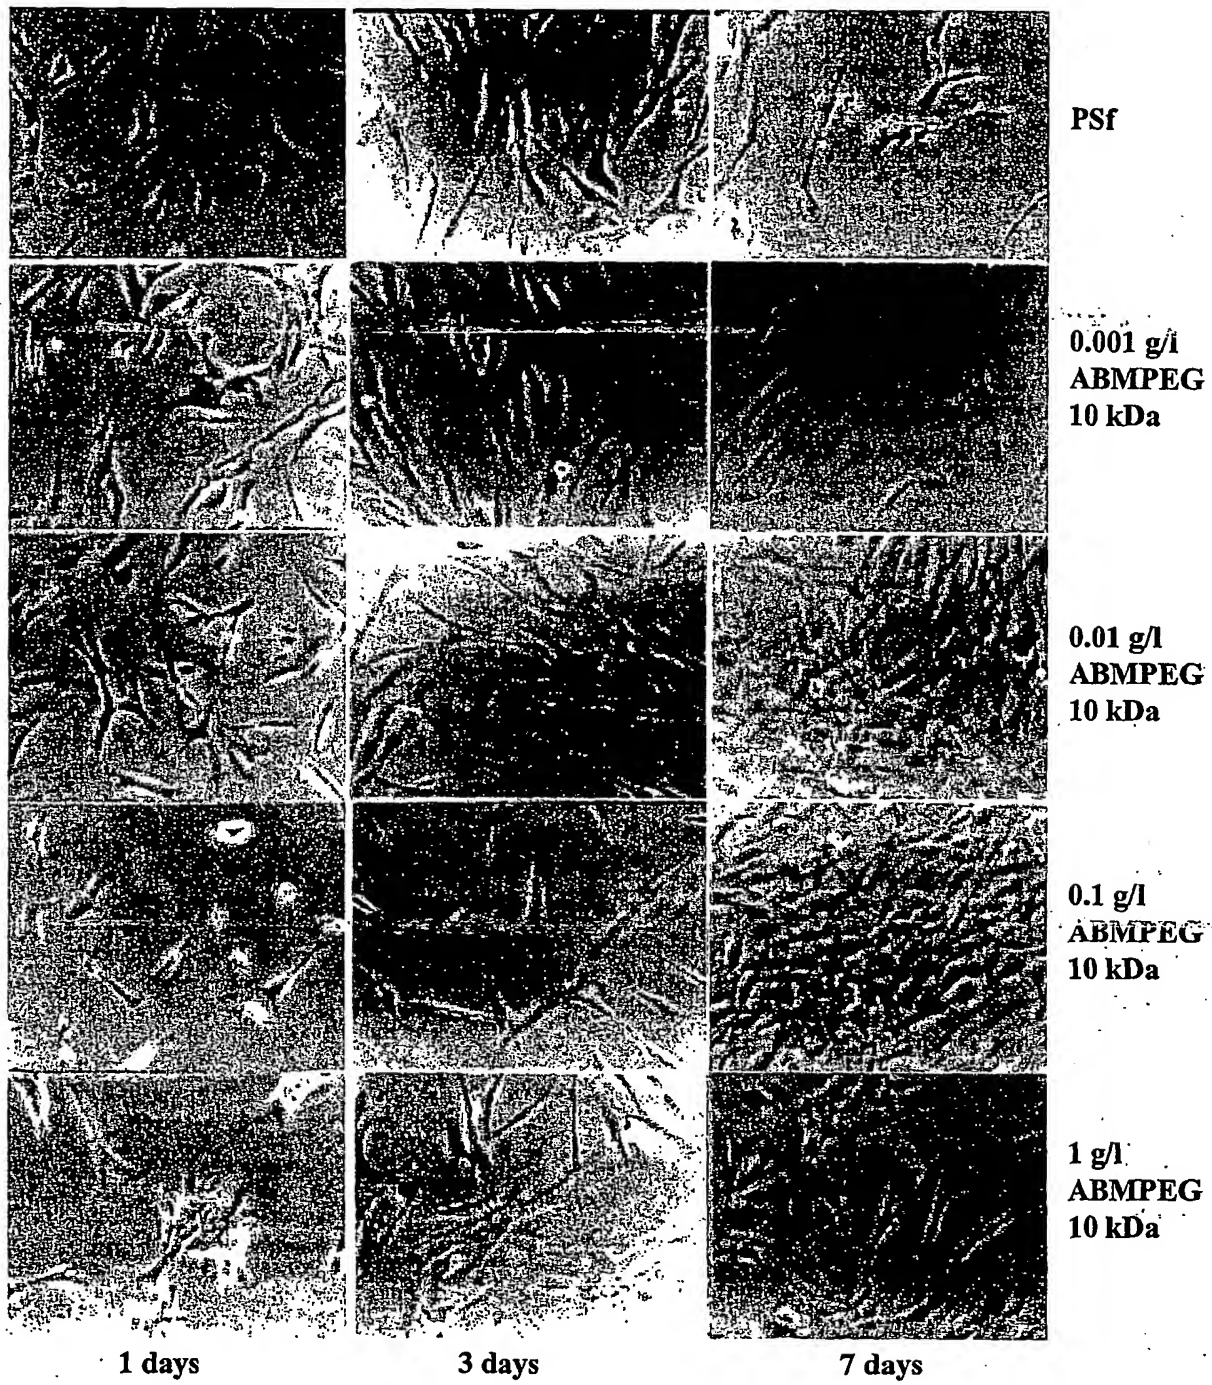 PSf
0.001 g/l
ABMPEG
10 kDa
0.01 g/l
ABMPEG
10 kDa
0.1 g/l
ABMPEG
10 kDa
1 g/l
ABMPEG
10 kDa
1 days
3 days
7 days